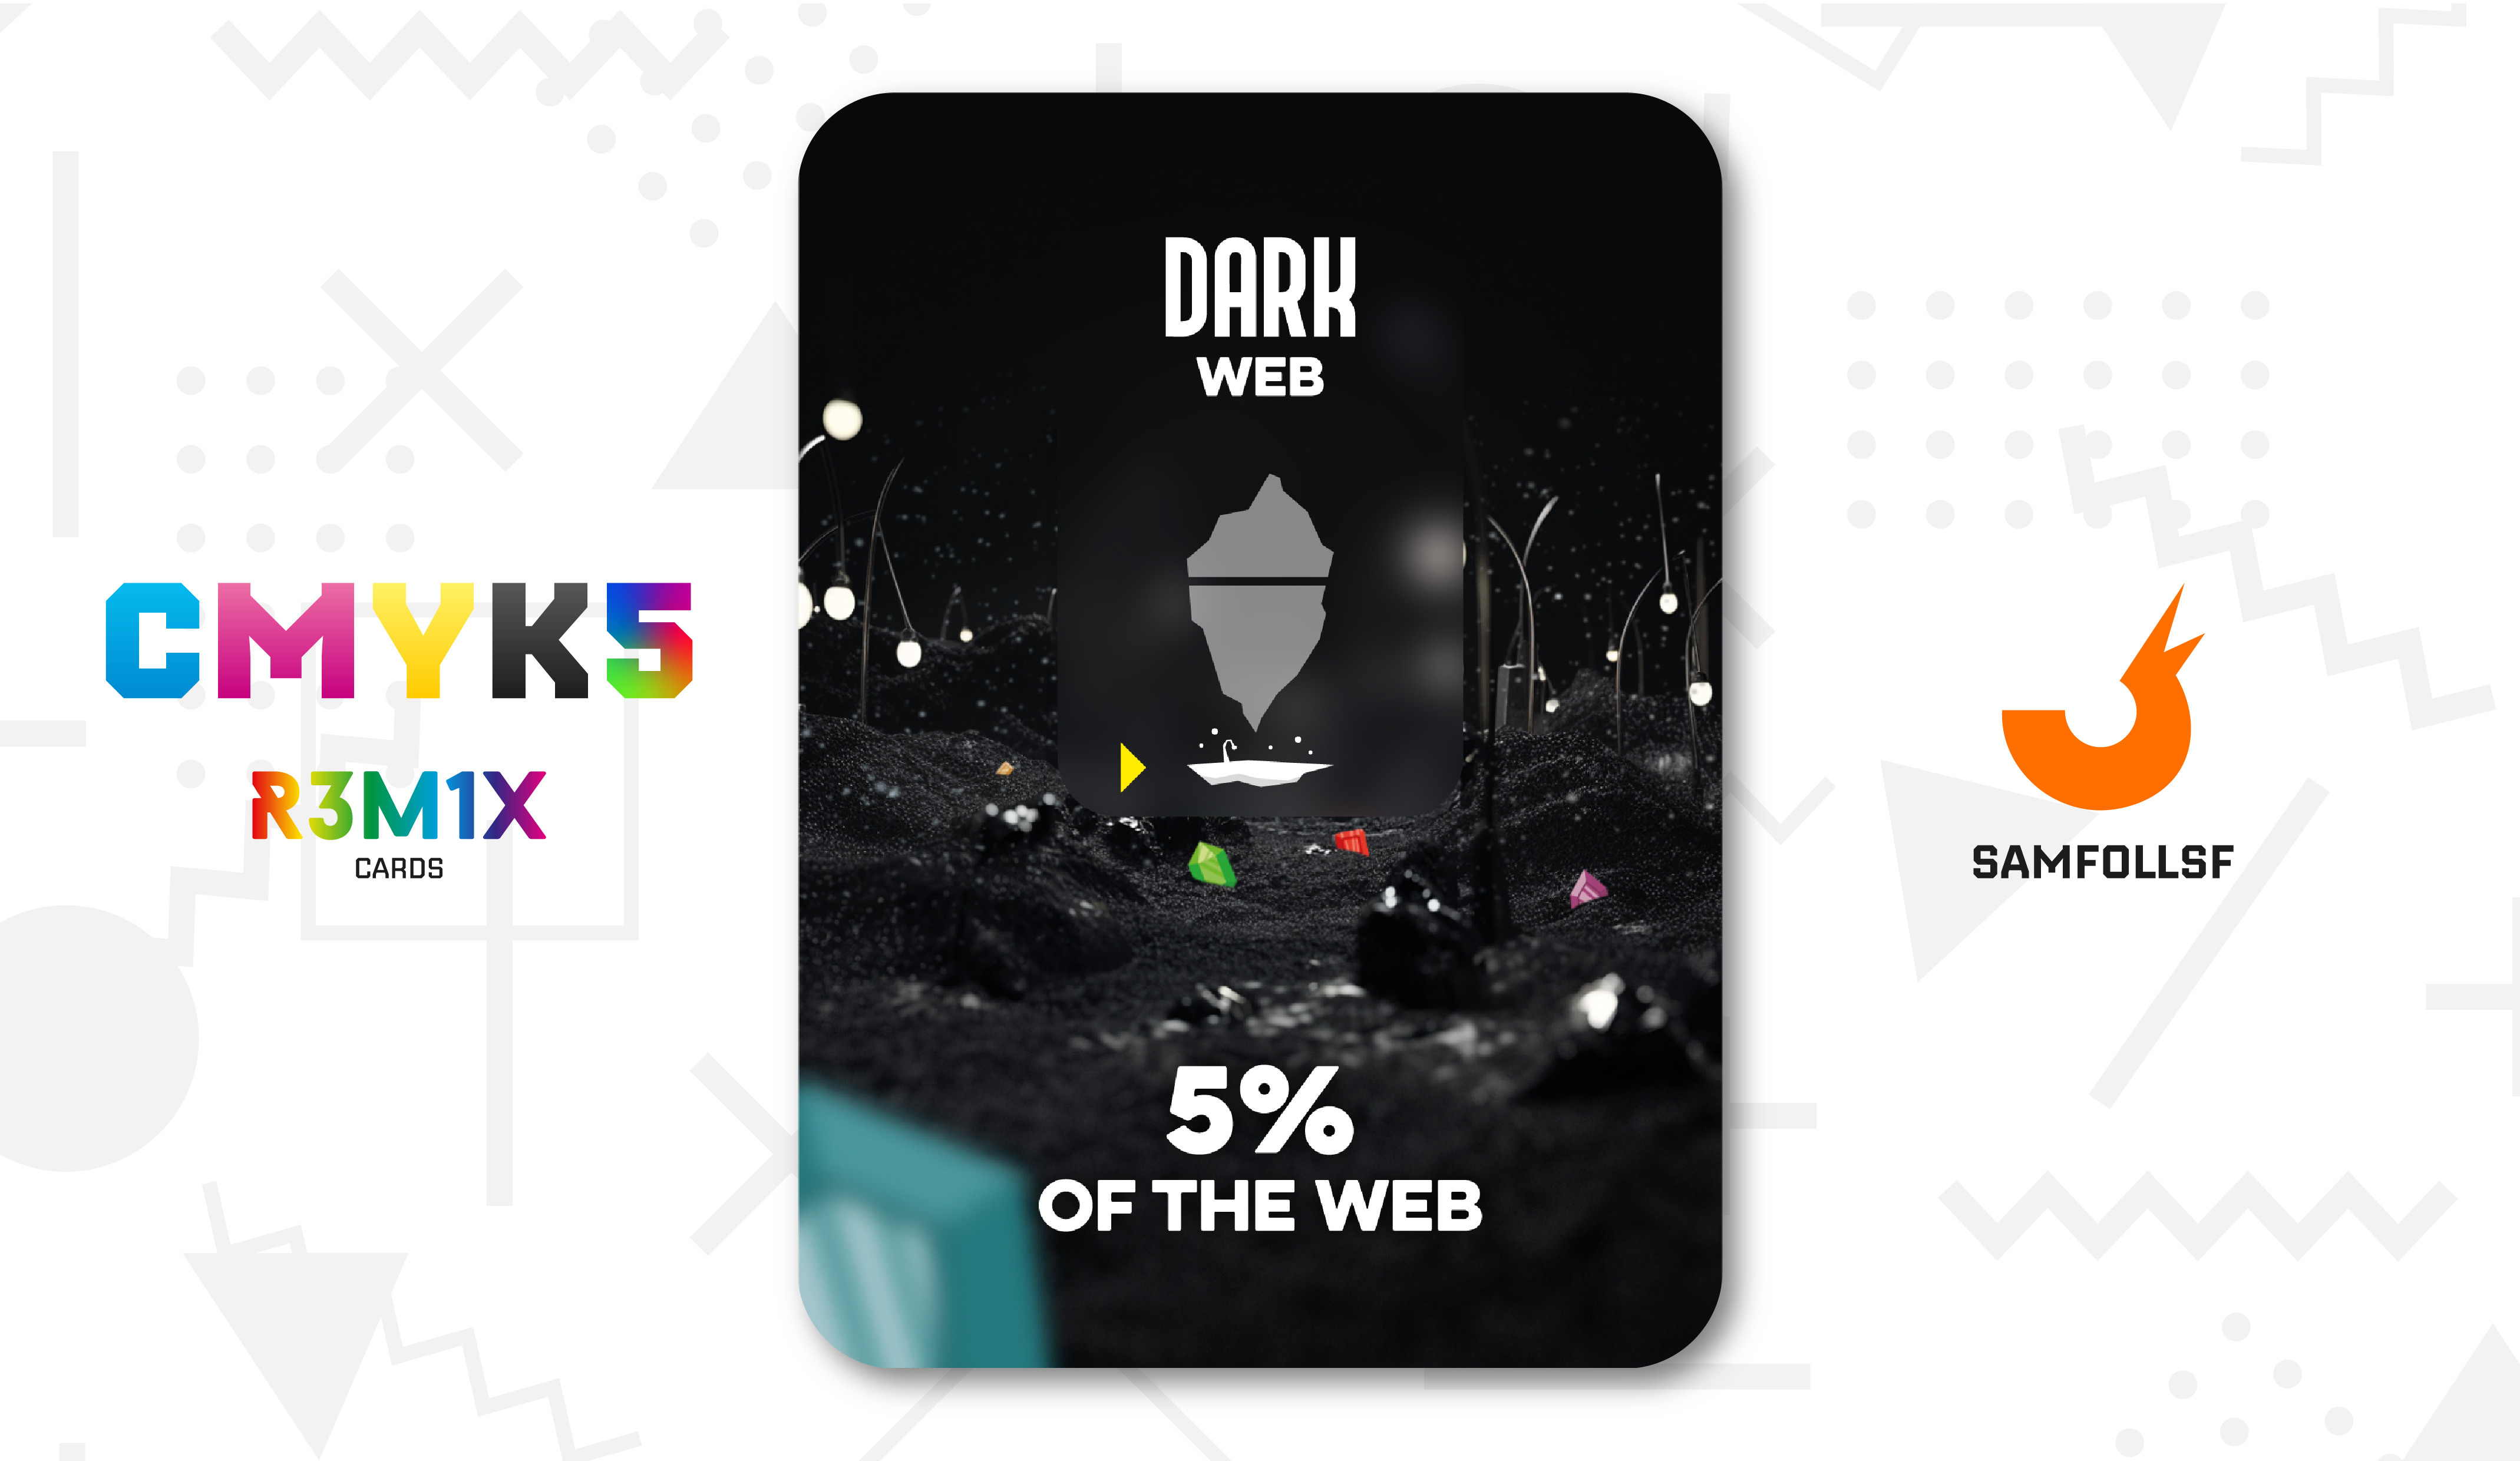 CMYK5
R3M1X
CARDS
DARK
WEB
5%
OF THE WEB
SAMFOLLSF